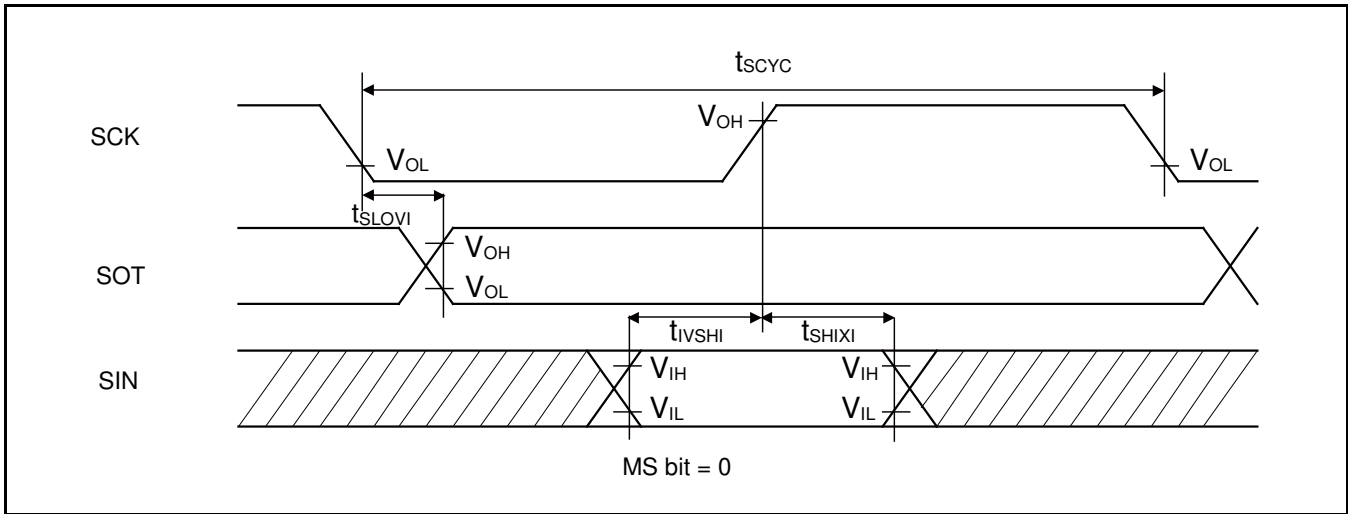 tSCYC
SCK
VOH
VOL
VOL
tSLOVI
SOT
VOH
VOL
tIVSHI
tSHIXI
SIN
VIH
VIH
VIL
VIL
MS bit = 0